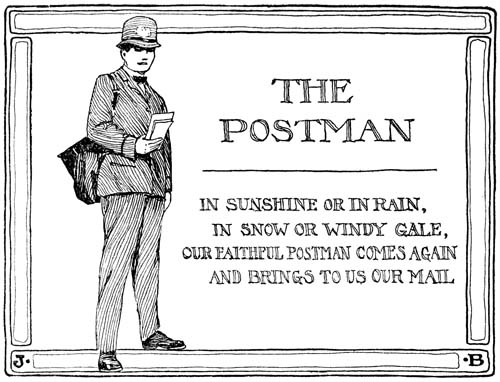 THE
POSTMAN
IN SUNSHINE OR IN RAIN,
IN SNOW OR WINDY GALE,
OUR FAITHFUL POSTMAN COMES AGAIN
AND BRINGS TO US OUR MAIL
J· ·B